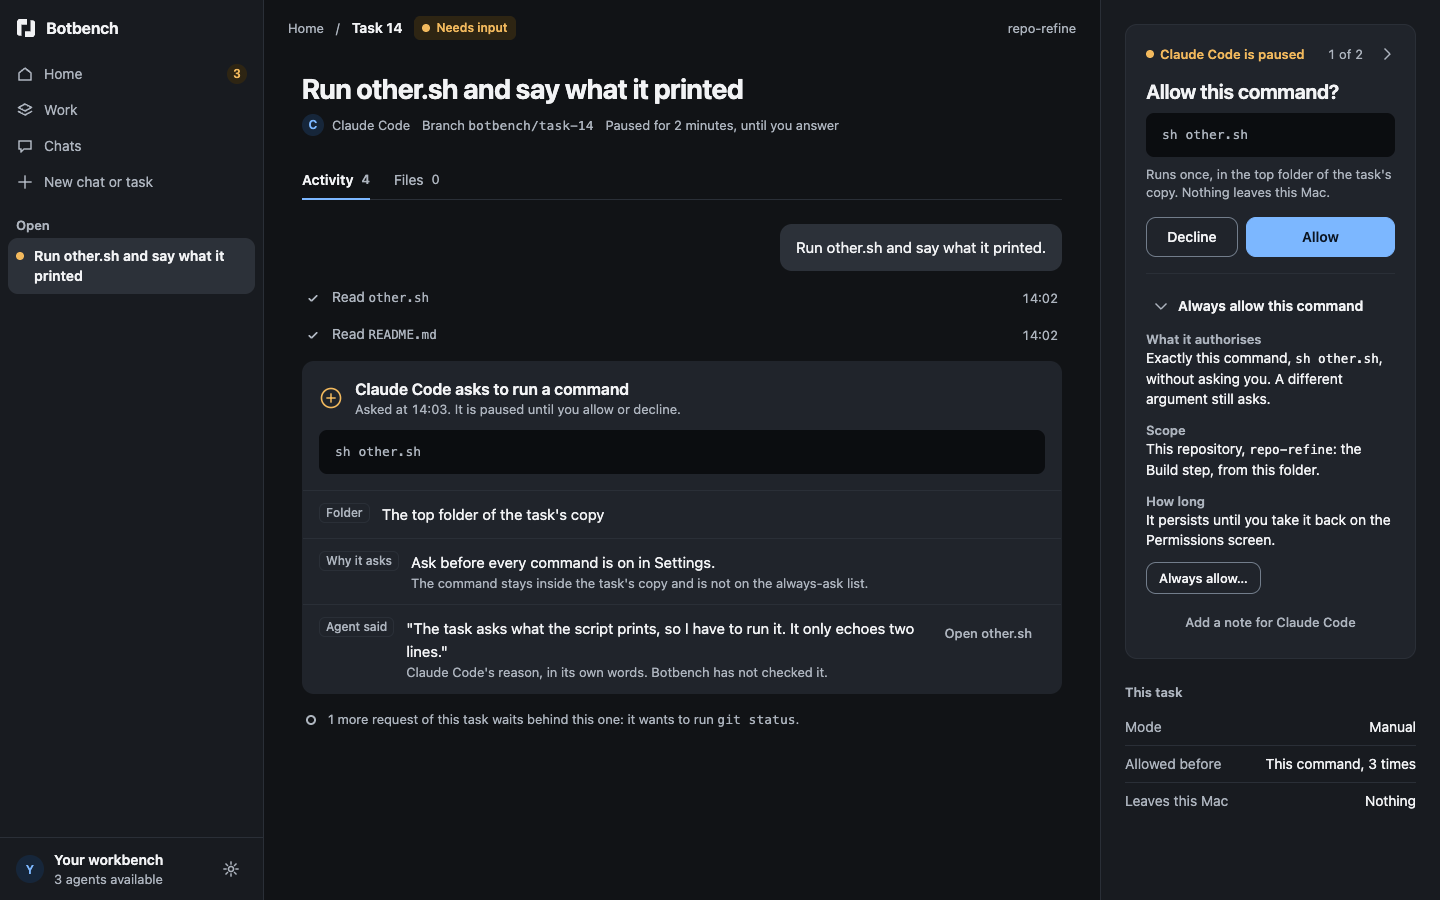 Botbench
Home 3
Work
Chats
New chat or task
Open
Run other.sh and say what it
printed
Your workbench
Y
3 agents available
Home / Task 14 Needs input repo-refine
Run other.sh and say what it printed
C Claude Code Branch botbench/task-14 Paused for 2 minutes, until you answer
Activity 4 Files 0
Run other.sh and say what it printed.
Read other.sh 14:02
Read README.md 14:02
Claude Code asks to run a command
Asked at 14:03. It is paused until you allow or decline.
sh other.sh
Folder The top folder of the task's copy
Why it asks Ask before every command is on in Settings.
The command stays inside the task's copy and is not on the always-ask list.
Agent said "The task asks what the script prints, so I have to run it. It only echoes two
lines."
Open other.sh
Claude Code's reason, in its own words. Botbench has not checked it.
1 more request of this task waits behind this one: it wants to run git status.
Claude Code is paused 1 of 2
Allow this command?
sh other.sh
Runs once, in the top folder of the task's
copy. Nothing leaves this Mac.
Decline Allow
Always allow this command
What it authorises
Exactly this command, sh other.sh,
without asking you. A different
argument still asks.
Scope
This repository, repo-refine: the
Build step, from this folder.
How long
It persists until you take it back on the
Permissions screen.
Always allow...
Add a note for Claude Code
This task
Mode Manual
Allowed before This command, 3 times
Leaves this Mac Nothing